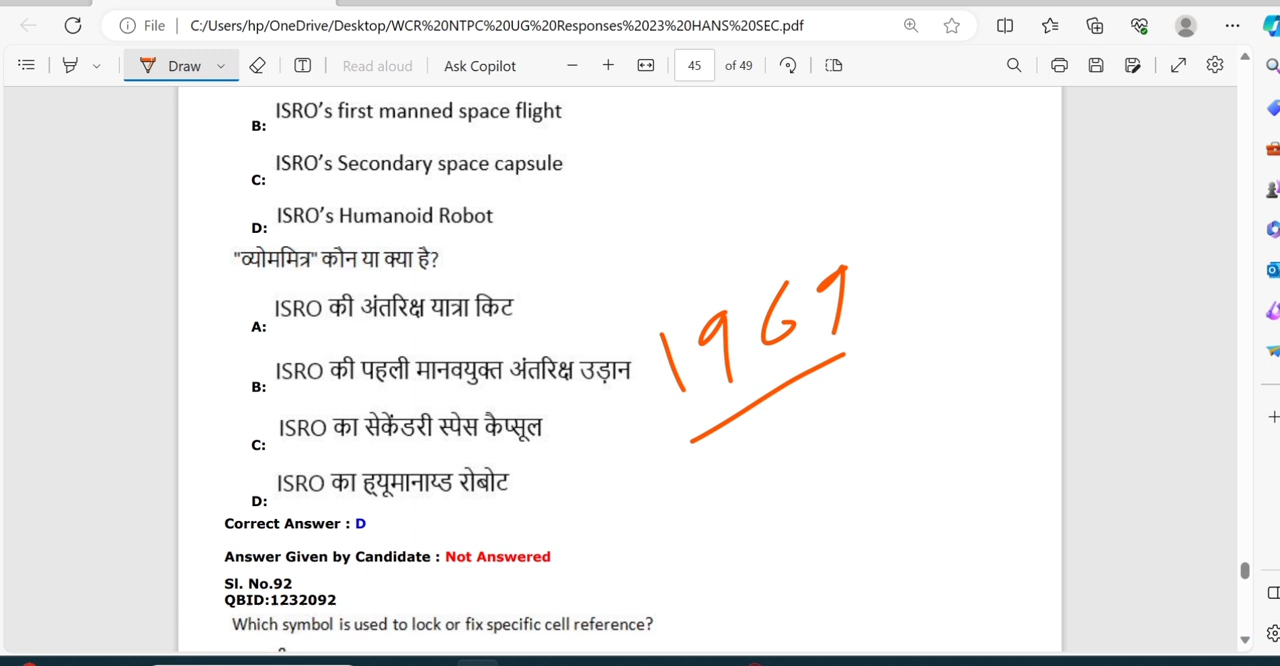 File C:/Users/hp/OneDrive/Desktop/WCR%20NTPC%20UG%20Responses%2023%20HANS%20SEC.pdf
Draw Read aloud Ask Copilot 45 of 49
B: ISRO's first manned space flight
C: ISRO's Secondary space capsule
D: ISRO's Humanoid Robot
"व्योममित्र" कौन या क्या है?
A: ISRO की अंतरिक्ष यात्रा किट
B: ISRO की पहली मानवयुक्त अंतरिक्ष उड़ान
1969
C: ISRO का सेकेंडरी स्पेस कैप्सूल
D: ISRO का ह्यूमानाय्ड रोबोट
Correct Answer : D
Answer Given by Candidate : Not Answered
Sl. No.92
QBID:1232092
Which symbol is used to lock or fix specific cell reference?